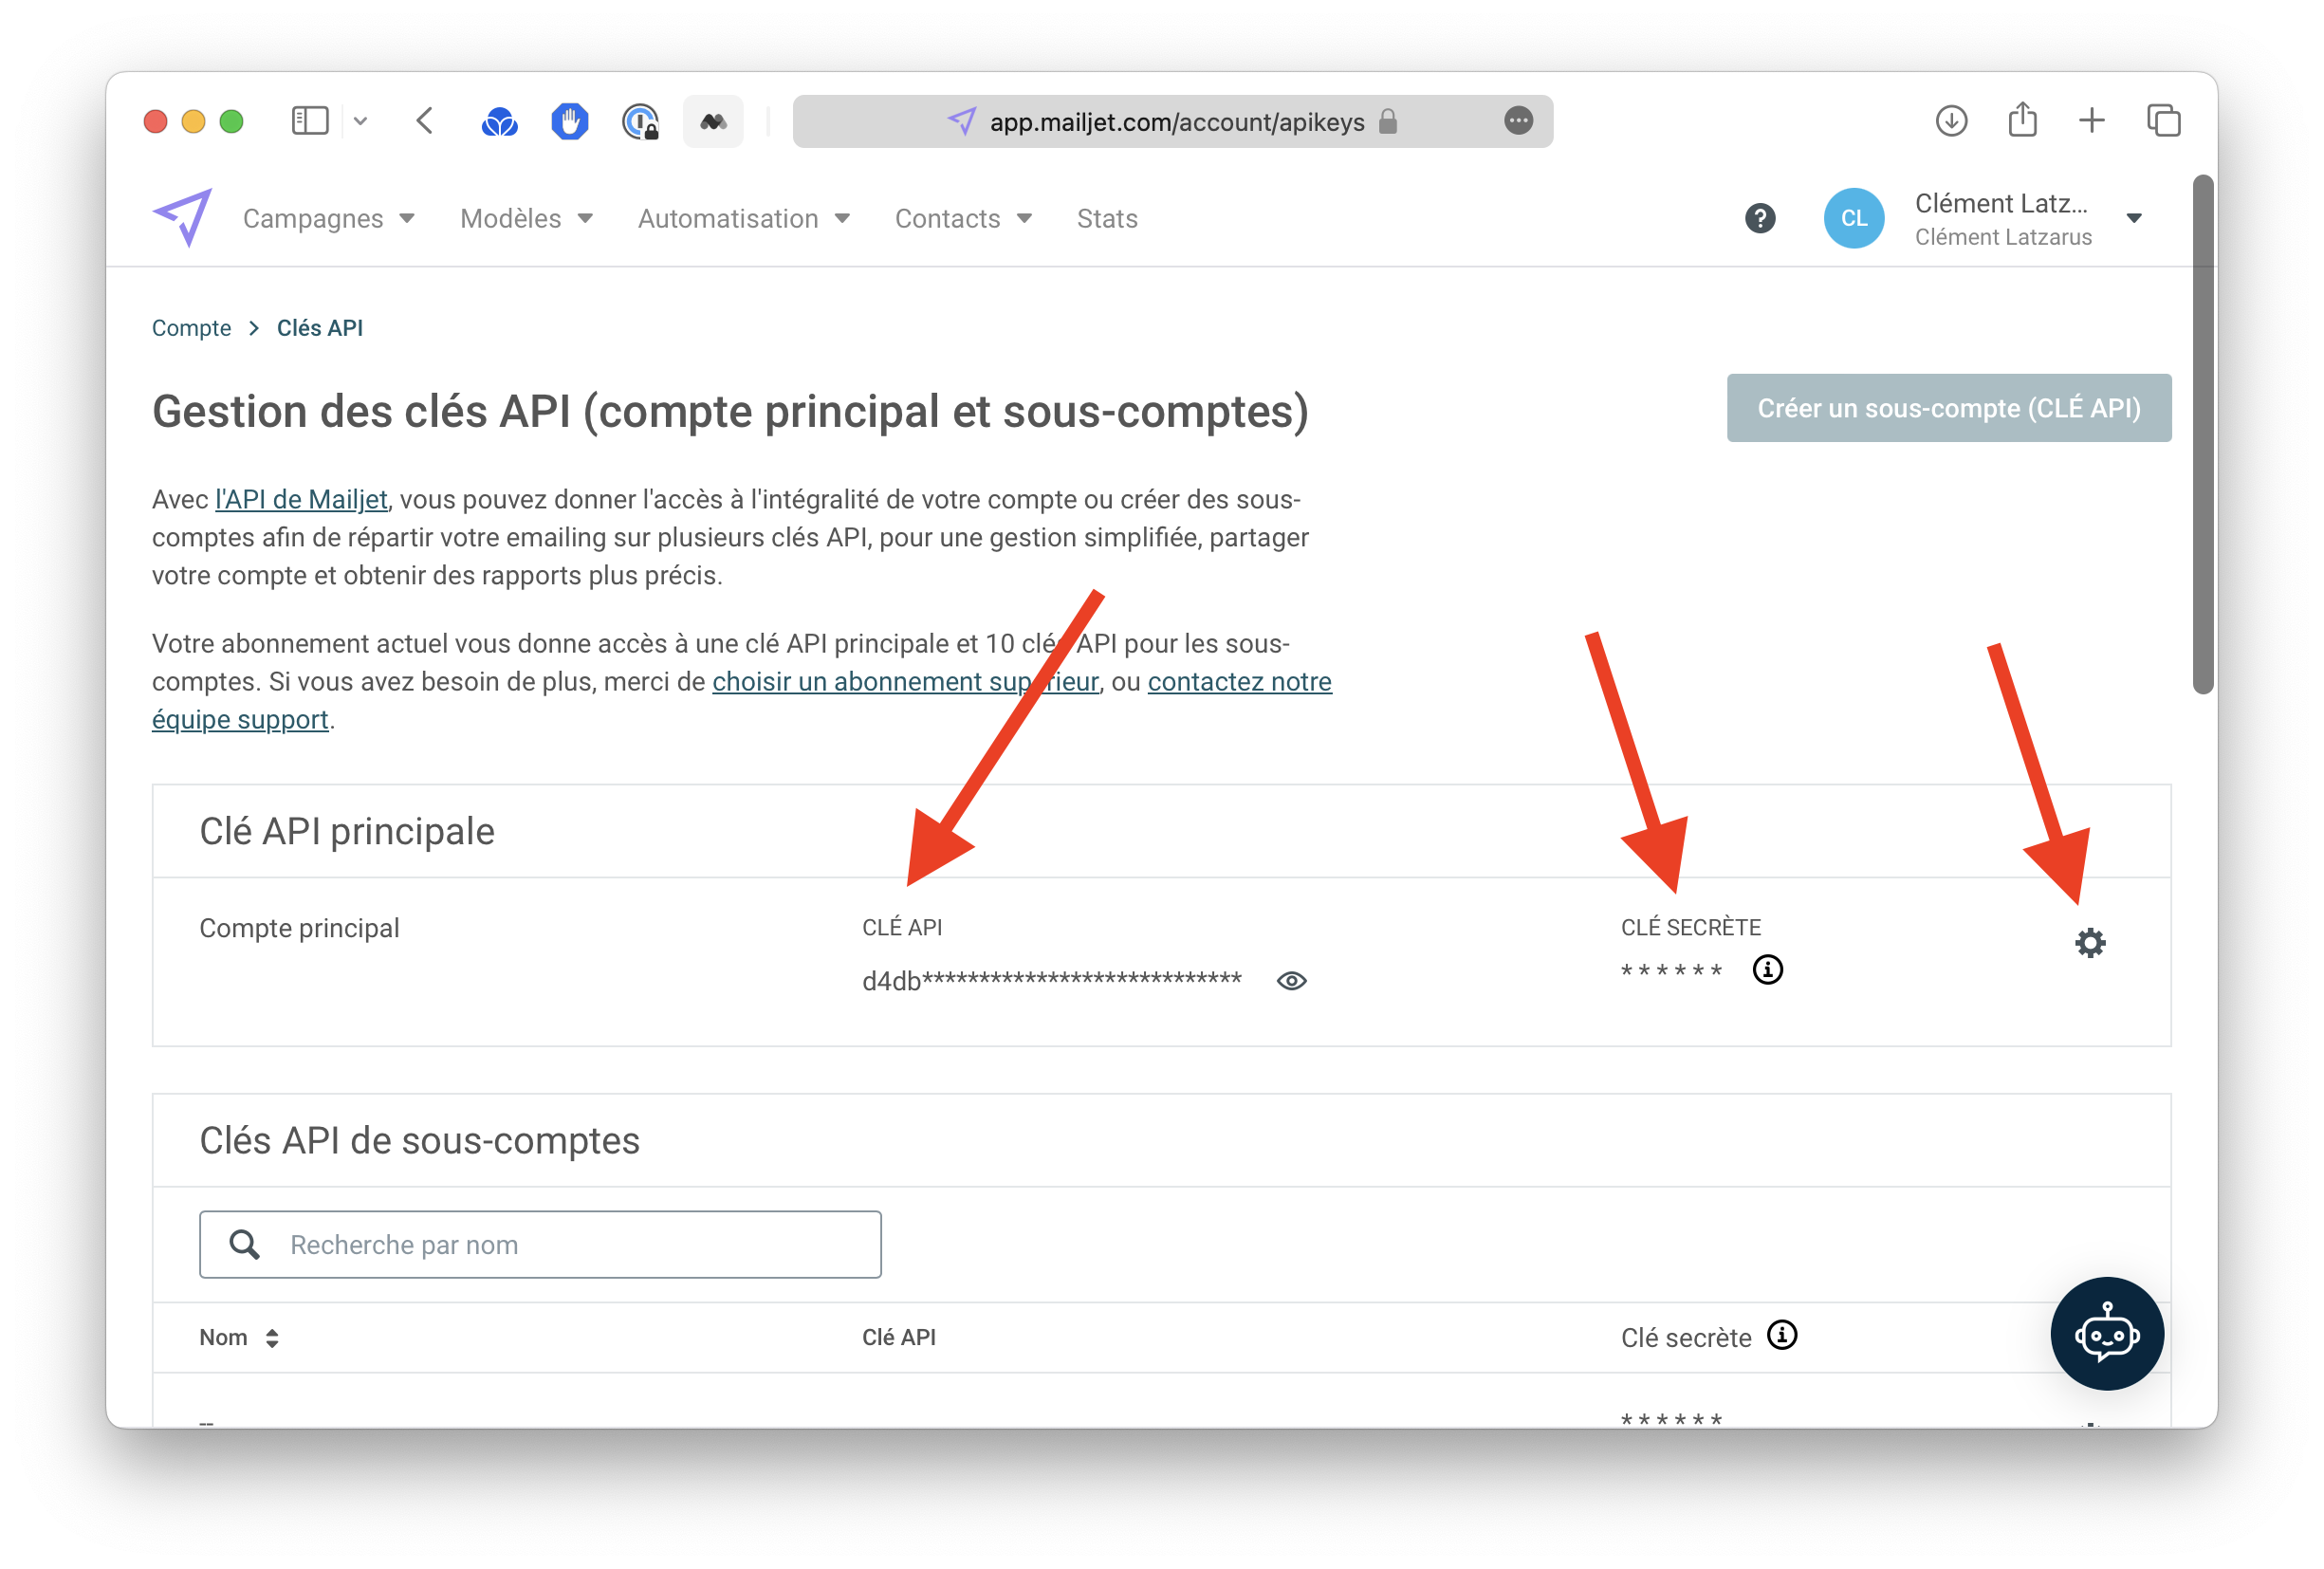 app.mailjet.com/account/apikeys
Campagnes
Modèles
Automatisation
Contacts
Stats
CL
Clément Latz...
Clément Latzarus
Compte > Clés API
Gestion des clés API (compte principal et sous-comptes)
Créer un sous-compte (CLÉ API)
Avec l'API de Mailjet, vous pouvez donner l'accès à l'intégralité de votre compte ou créer des sous-
comptes afin de répartir votre emailing sur plusieurs clés API, pour une gestion simplifiée, partager
votre compte et obtenir des rapports plus précis.
Votre abonnement actuel vous donne accès à une clé API principale et 10 clés API pour les sous-
comptes. Si vous avez besoin de plus, merci de choisir un abonnement supérieur, ou contactez notre
équipe support.
Clé API principale
Compte principal
CLÉ API
d4db****************************
CLÉ SECRÈTE
* * * * * *
Clés API de sous-comptes
Recherche par nom
Nom
Clé API
Clé secrète
--
* * * * * *